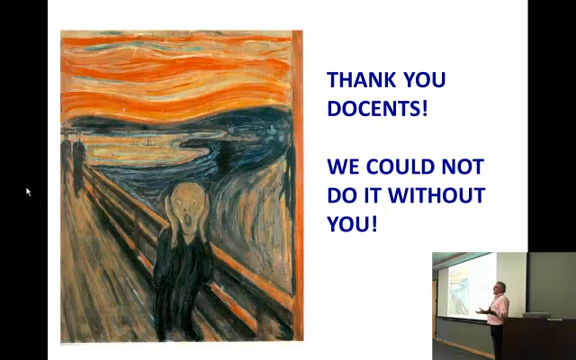 THANK YOU
DOCENTS!
WE COULD NOT
DO IT WITHOUT
YOU!